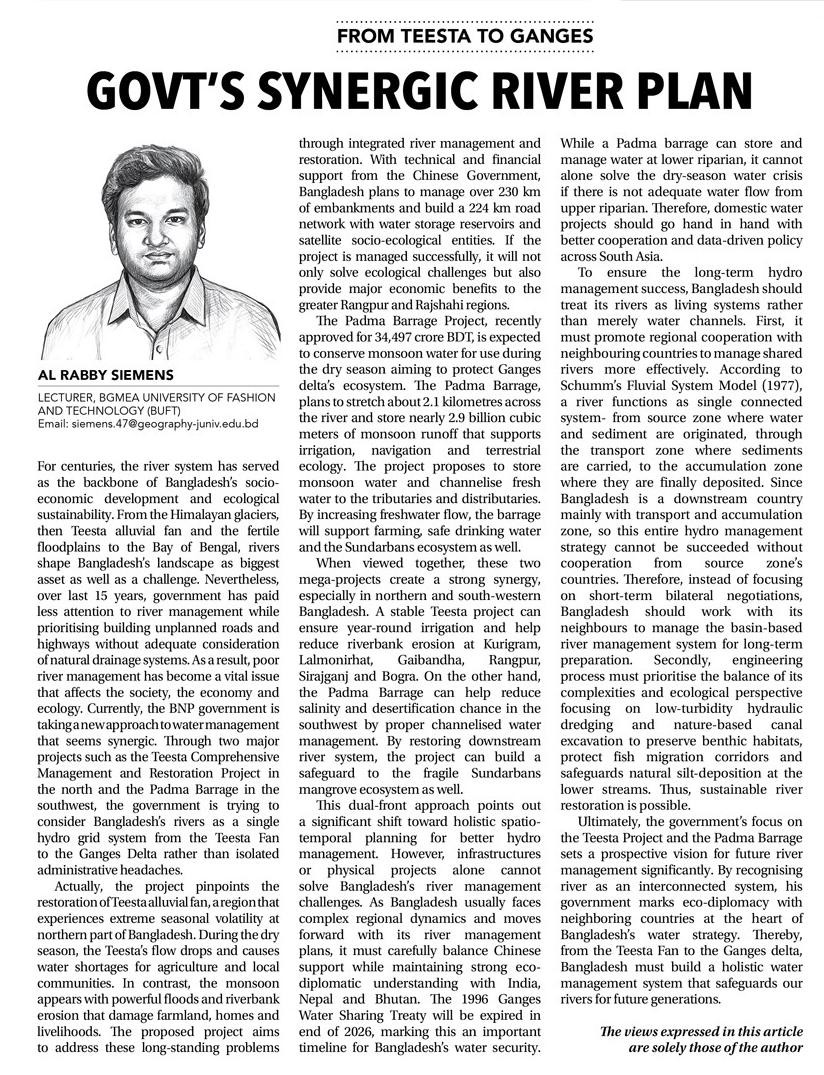 FROM TEESTA TO GANGES
GOVT'S SYNERGIC RIVER PLAN
AL RABBY SIEMENS
LECTURER, BGMEA UNIVERSITY OF FASHION
AND TECHNOLOGY (BUFT)
Email: siemens.47@geography-juniv.edu.bd
For centuries, the river system has served
as the backbone of Bangladesh's socio-
economic development and ecological
sustainability. From the Himalayan glaciers,
then Teesta alluvial fan and the fertile
floodplains to the Bay of Bengal, rivers
shape Bangladesh's landscape as biggest
asset as well as a challenge. Nevertheless,
over last 15 years, government has paid
less attention to river management while
prioritising building unplanned roads and
highways without adequate consideration
of natural drainage systems. As a result, poor
river management has become a vital issue
that affects the society, the economy and
ecology. Currently, the BNP government is
taking a new approach to water management
that seems synergic. Through two major
projects such as the Teesta Comprehensive
Management and Restoration Project in
the north and the Padma Barrage in the
southwest, the government is trying to
consider Bangladesh's rivers as a single
hydro grid system from the Teesta Fan
to the Ganges Delta rather than isolated
administrative headaches.
Actually, the project pinpoints the
restoration of Teesta alluvial fan, a region that
experiences extreme seasonal volatility at
northern part of Bangladesh. During the dry
season, the Teesta's flow drops and causes
water shortages for agriculture and local
communities. In contrast, the monsoon
appears with powerful floods and riverbank
erosion that damage farmland, homes and
livelihoods. The proposed project aims
to address these long-standing problems
through integrated river management and
restoration. With technical and financial
support from the Chinese Government,
Bangladesh plans to manage over 230 km
of embankments and build a 224 km road
network with water storage reservoirs and
satellite socio-ecological entities. If the
project is managed successfully, it will not
only solve ecological challenges but also
provide major economic benefits to the
greater Rangpur and Rajshahi regions.
The Padma Barrage Project, recently
approved for 34,497 crore BDT, is expected
to conserve monsoon water for use during
the dry season aiming to protect Ganges
delta's ecosystem. The Padma Barrage,
plans to stretch about 2.1 kilometres across
the river and store nearly 2.9 billion cubic
meters of monsoon runoff that supports
irrigation, navigation and terrestrial
ecology. The project proposes to store
monsoon water and channelise fresh
water to the tributaries and distributaries.
By increasing freshwater flow, the barrage
will support farming, safe drinking water
and the Sundarbans ecosystem as well.
When viewed together, these two
mega-projects create a strong synergy,
especially in northern and south-western
Bangladesh. A stable Teesta project can
ensure year-round irrigation and help
reduce riverbank erosion at Kurigram,
Lalmonirhat, Gaibandha, Rangpur,
Sirajganj and Bogra. On the other hand,
the Padma Barrage can help reduce
salinity and desertification chance in the
southwest by proper channelised water
management. By restoring downstream
river system, the project can build a
safeguard to the fragile Sundarbans
mangrove ecosystem as well.
This dual-front approach points out
a significant shift toward holistic spatio-
temporal planning for better hydro
management. However, infrastructures
or physical projects alone cannot
solve Bangladesh's river management
challenges. As Bangladesh usually faces
complex regional dynamics and moves
forward with its river management
plans, it must carefully balance Chinese
support while maintaining strong eco-
diplomatic understanding with India,
Nepal and Bhutan. The 1996 Ganges
Water Sharing Treaty will be expired in
end of 2026, marking this an important
timeline for Bangladesh's water security.
While a Padma barrage can store and
manage water at lower riparian, it cannot
alone solve the dry-season water crisis
if there is not adequate water flow from
upper riparian. Therefore, domestic water
projects should go hand in hand with
better cooperation and data-driven policy
across South Asia.
To ensure the long-term hydro
management success, Bangladesh should
treat its rivers as living systems rather
than merely water channels. First, it
must promote regional cooperation with
neighbouring countries to manage shared
rivers more effectively. According to
Schumm's Fluvial System Model (1977),
a river functions as single connected
system- from source zone where water
and sediment are originated, through
the transport zone where sediments
are carried, to the accumulation zone
where they are finally deposited. Since
Bangladesh is a downstream country
mainly with transport and accumulation
zone, so this entire hydro management
strategy cannot be succeeded without
cooperation from source zone's
countries. Therefore, instead of focusing
on short-term bilateral negotiations,
Bangladesh should work with its
neighbours to manage the basin-based
river management system for long-term
preparation. Secondly, engineering
process must prioritise the balance of its
complexities and ecological perspective
focusing on low-turbidity hydraulic
dredging and nature-based canal
excavation to preserve benthic habitats,
protect fish migration corridors and
safeguards natural silt-deposition at the
lower streams. Thus, sustainable river
restoration is possible.
Ultimately, the government's focus on
the Teesta Project and the Padma Barrage
sets a prospective vision for future river
management significantly. By recognising
river as an interconnected system, his
government marks eco-diplomacy with
neighboring countries at the heart of
Bangladesh's water strategy. Thereby,
from the Teesta Fan to the Ganges delta,
Bangladesh must build a holistic water
management system that safeguards our
rivers for future generations.
The views expressed in this article
are solely those of the author